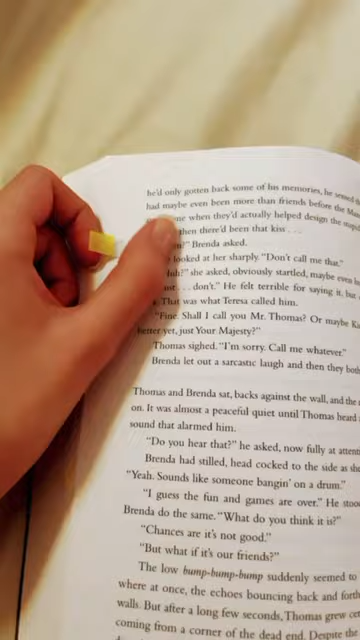 he'd only gotten back some of his memories, he sensed
had maybe even been more than friends before the Maze
when they'd actually helped design the stupid
then there'd been that kiss . . .
?" Brenda asked.
looked at her sharply. "Don't call me that."
" she asked, obviously startled, maybe even
. . . don't." He felt terrible for saying it, but
That was what Teresa called him.
"Fine. Shall I call you Mr. Thomas? Or maybe
better yet, just Your Majesty?"
Thomas sighed. "I'm sorry. Call me whatever."
Brenda let out a sarcastic laugh and then they both
Thomas and Brenda sat, backs against the wall, and the
on. It was almost a peaceful quiet until Thomas heard
sound that alarmed him.
"Do you hear that?" he asked, now fully at
Brenda had stilled, head cocked to the side as
"Yeah. Sounds like someone bangin' on a drum."
"I guess the fun and games are over." He stood
Brenda do the same. "What do you think it is?"
"Chances are it's not good."
"But what if it's our friends?"
The low bump-bump-bump suddenly seemed to
where at once, the echoes bouncing back and forth
walls. But after a long few seconds, Thomas grew
coming from a corner of the dead end. Despite the